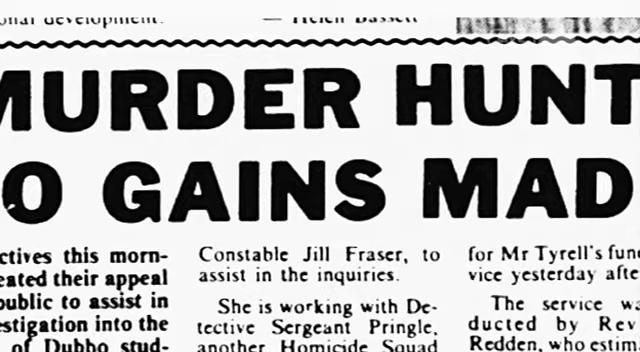 — Helen Bassett
MURDER HUNT
O GAINS MAD
ctives this morn-
eated their appeal
public to assist in
estigation into the
of Dubbo stud-
Constable Jill Fraser, to
assist in the inquiries.
She is working with De-
tective Sergeant Pringle,
another Homicide Squad
for Mr Tyrell's fune
vice yesterday afte
The service wa
ducted by Rev
Redden, who estim